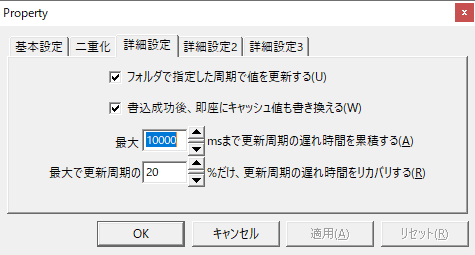 Property
基本設定 二重化 詳細設定 詳細設定2 詳細設定3
フォルダで指定した周期で値を更新する(U)
書込成功後、即座にキャッシュ値も書き換える(W)
最大 10000 msまで更新周期の遅れ時間を累積する(A)
最大で更新周期の 20 %だけ、更新周期の遅れ時間をリカバリする(R)
OK キャンセル 適用(A) リセット(R)